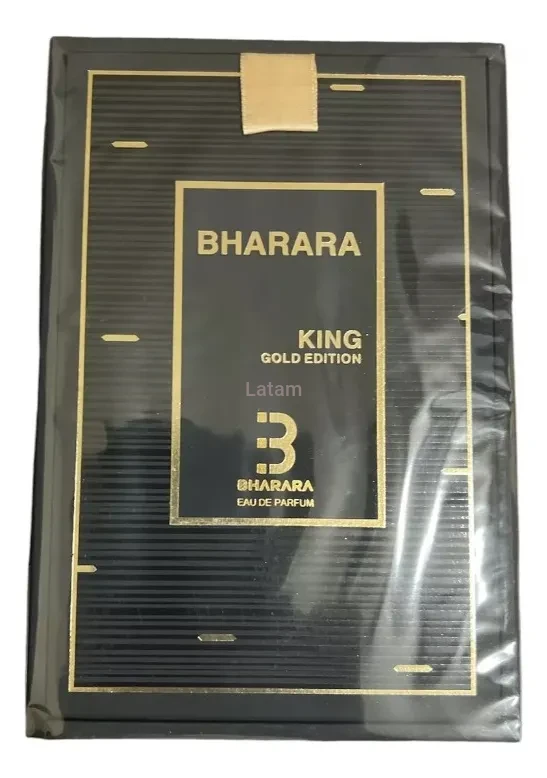 BHARARA
KING
GOLD EDITION
Latam
B
BHARARA
EAU DE PARFUM